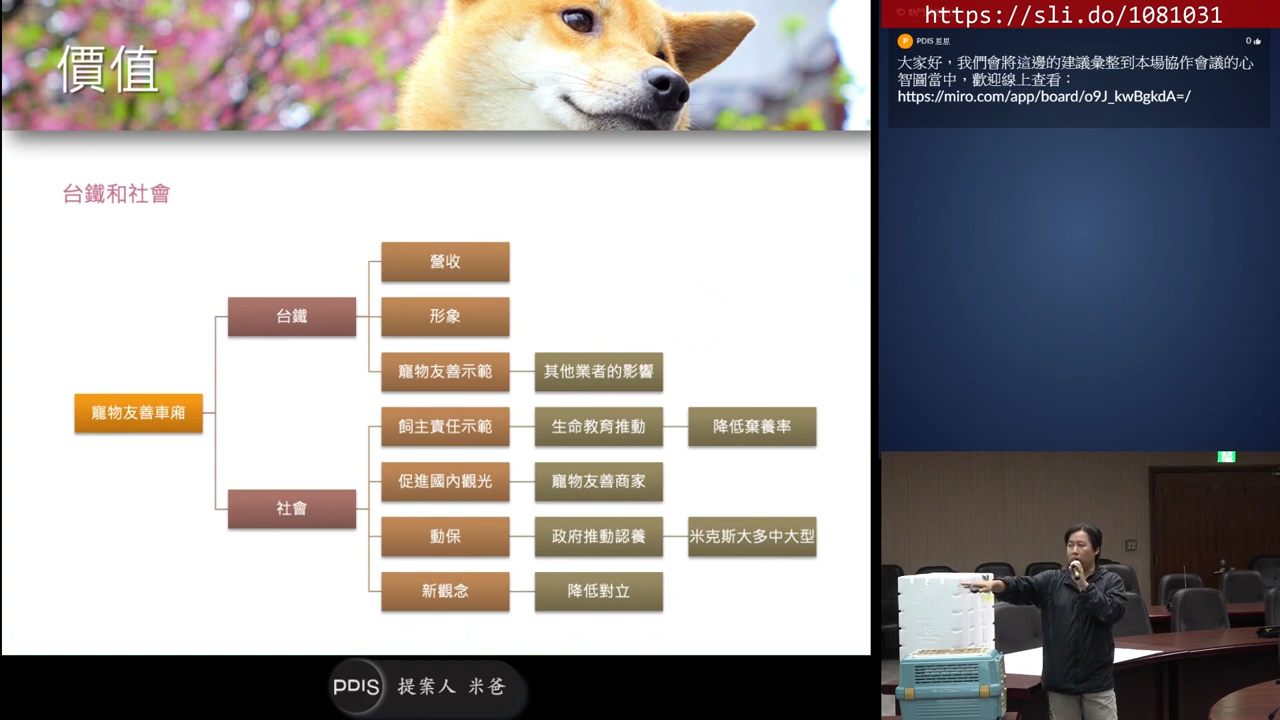 價值
台鐵和社會
寵物友善車廂
台鐵
營收
形象
寵物友善示範
其他業者的影響
社會
飼主責任示範
生命教育推動
降低棄養率
促進國內觀光
寵物友善商家
動保
政府推動認養
米克斯大多中大型
新觀念
降低對立
PDIS 提案人 米爸
https://sli.do/1081031
P PDIS
0
大家好，我們會將這邊的建議彙整到本場協作會議的心
智圖當中，歡迎線上查看：
https://miro.com/app/board/o9J_kwBgkdA=/